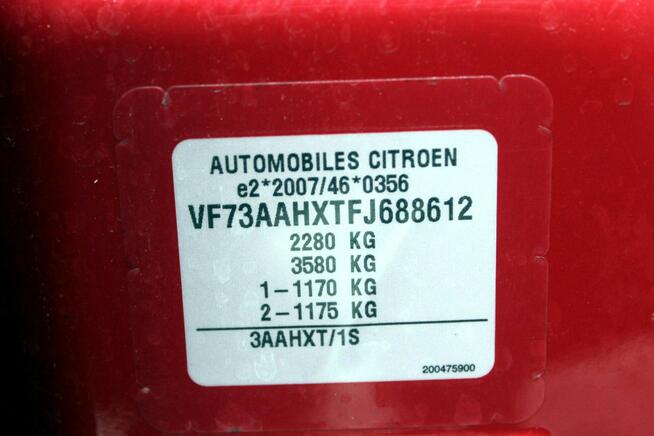 AUTOMOBILES CITROEN
e2*2007/46*0356
VF73AAHXTFJ688612
2280 KG
3580 KG
1-1170 KG
2-1175 KG
3AAHXT/1S
200475900